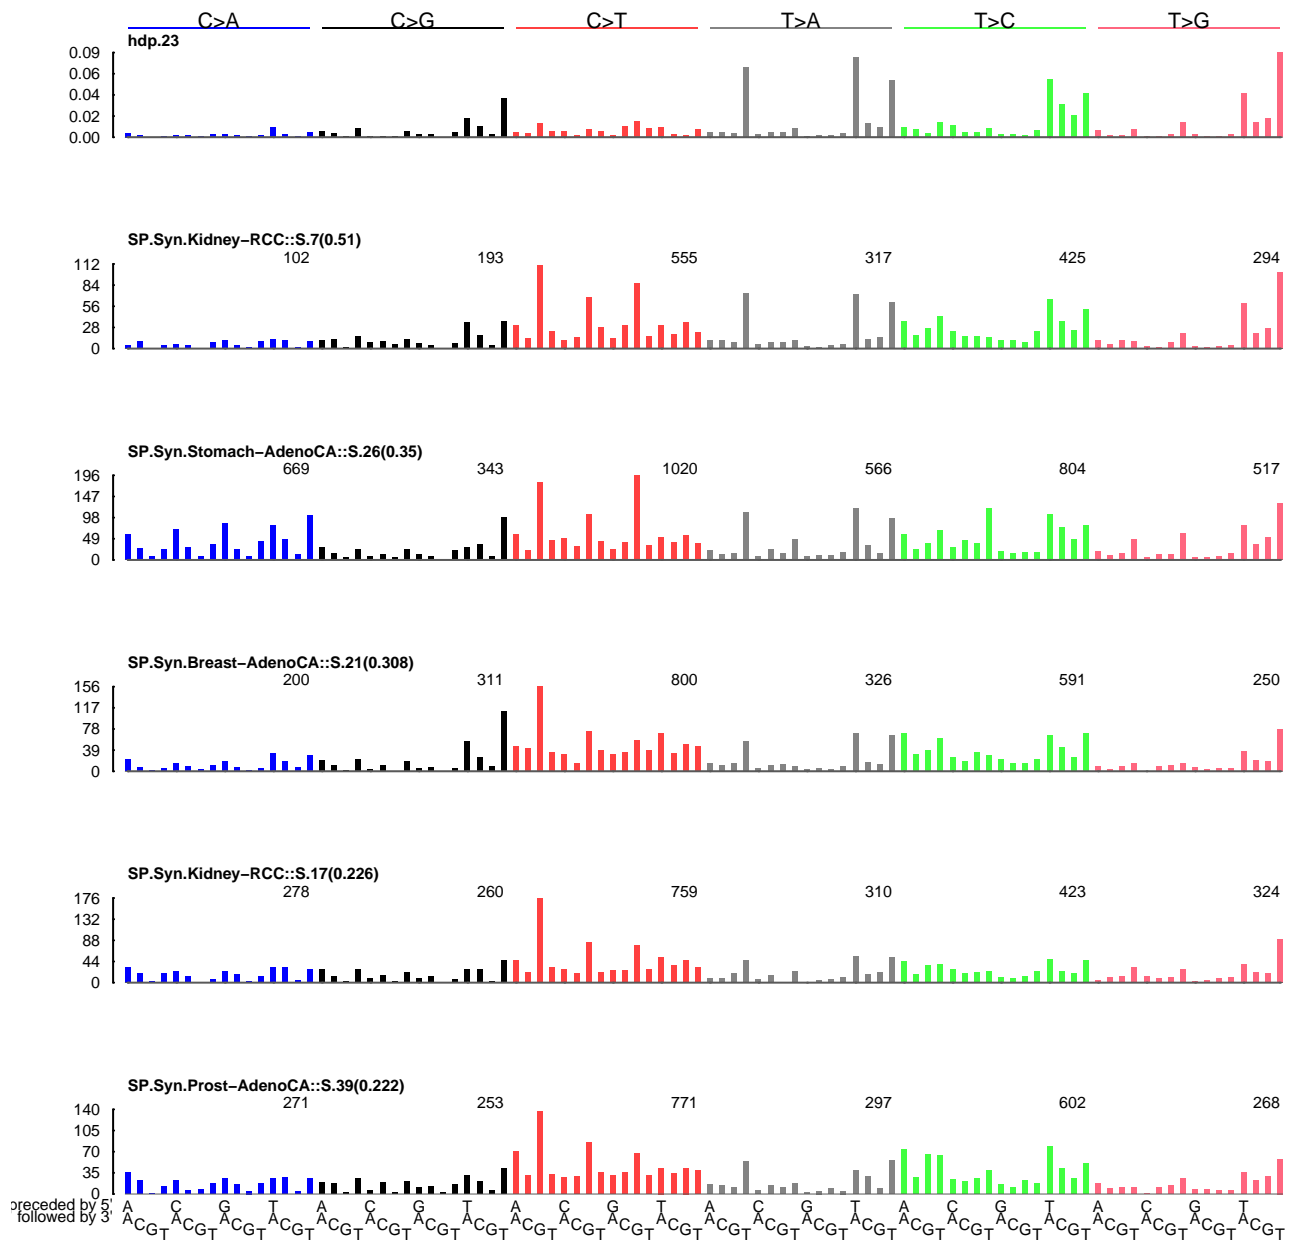 C>A C>G C>T T>A T>C T>G
hdp.23
0.09
0.06
0.04
0.02
0.00
SP.Syn.Kidney−RCC::S.7(0.51)
102 193 555 317 425 294
112
84
56
28
0
SP.Syn.Stomach−AdenoCA::S.26(0.35)
669 343 1020 566 804 517
196
147
98
49
0
SP.Syn.Breast−AdenoCA::S.21(0.308)
200 311 800 326 591 250
156
117
78
39
0
SP.Syn.Kidney−RCC::S.17(0.226)
278 260 759 310 423 324
176
132
88
44
0
SP.Syn.Prost−AdenoCA::S.39(0.222)
271 253 771 297 602 268
140
105
70
35
0
preceded by 5' A C G T A C G T A C G T A C G T A C G T A C G T
followed by 3' ACGT ACGT ACGT ACGT ACGT ACGT ACGT ACGT ACGT ACGT ACGT ACGT ACGT ACGT ACGT ACGT ACGT ACGT ACGT ACGT ACGT ACGT ACGT ACGT